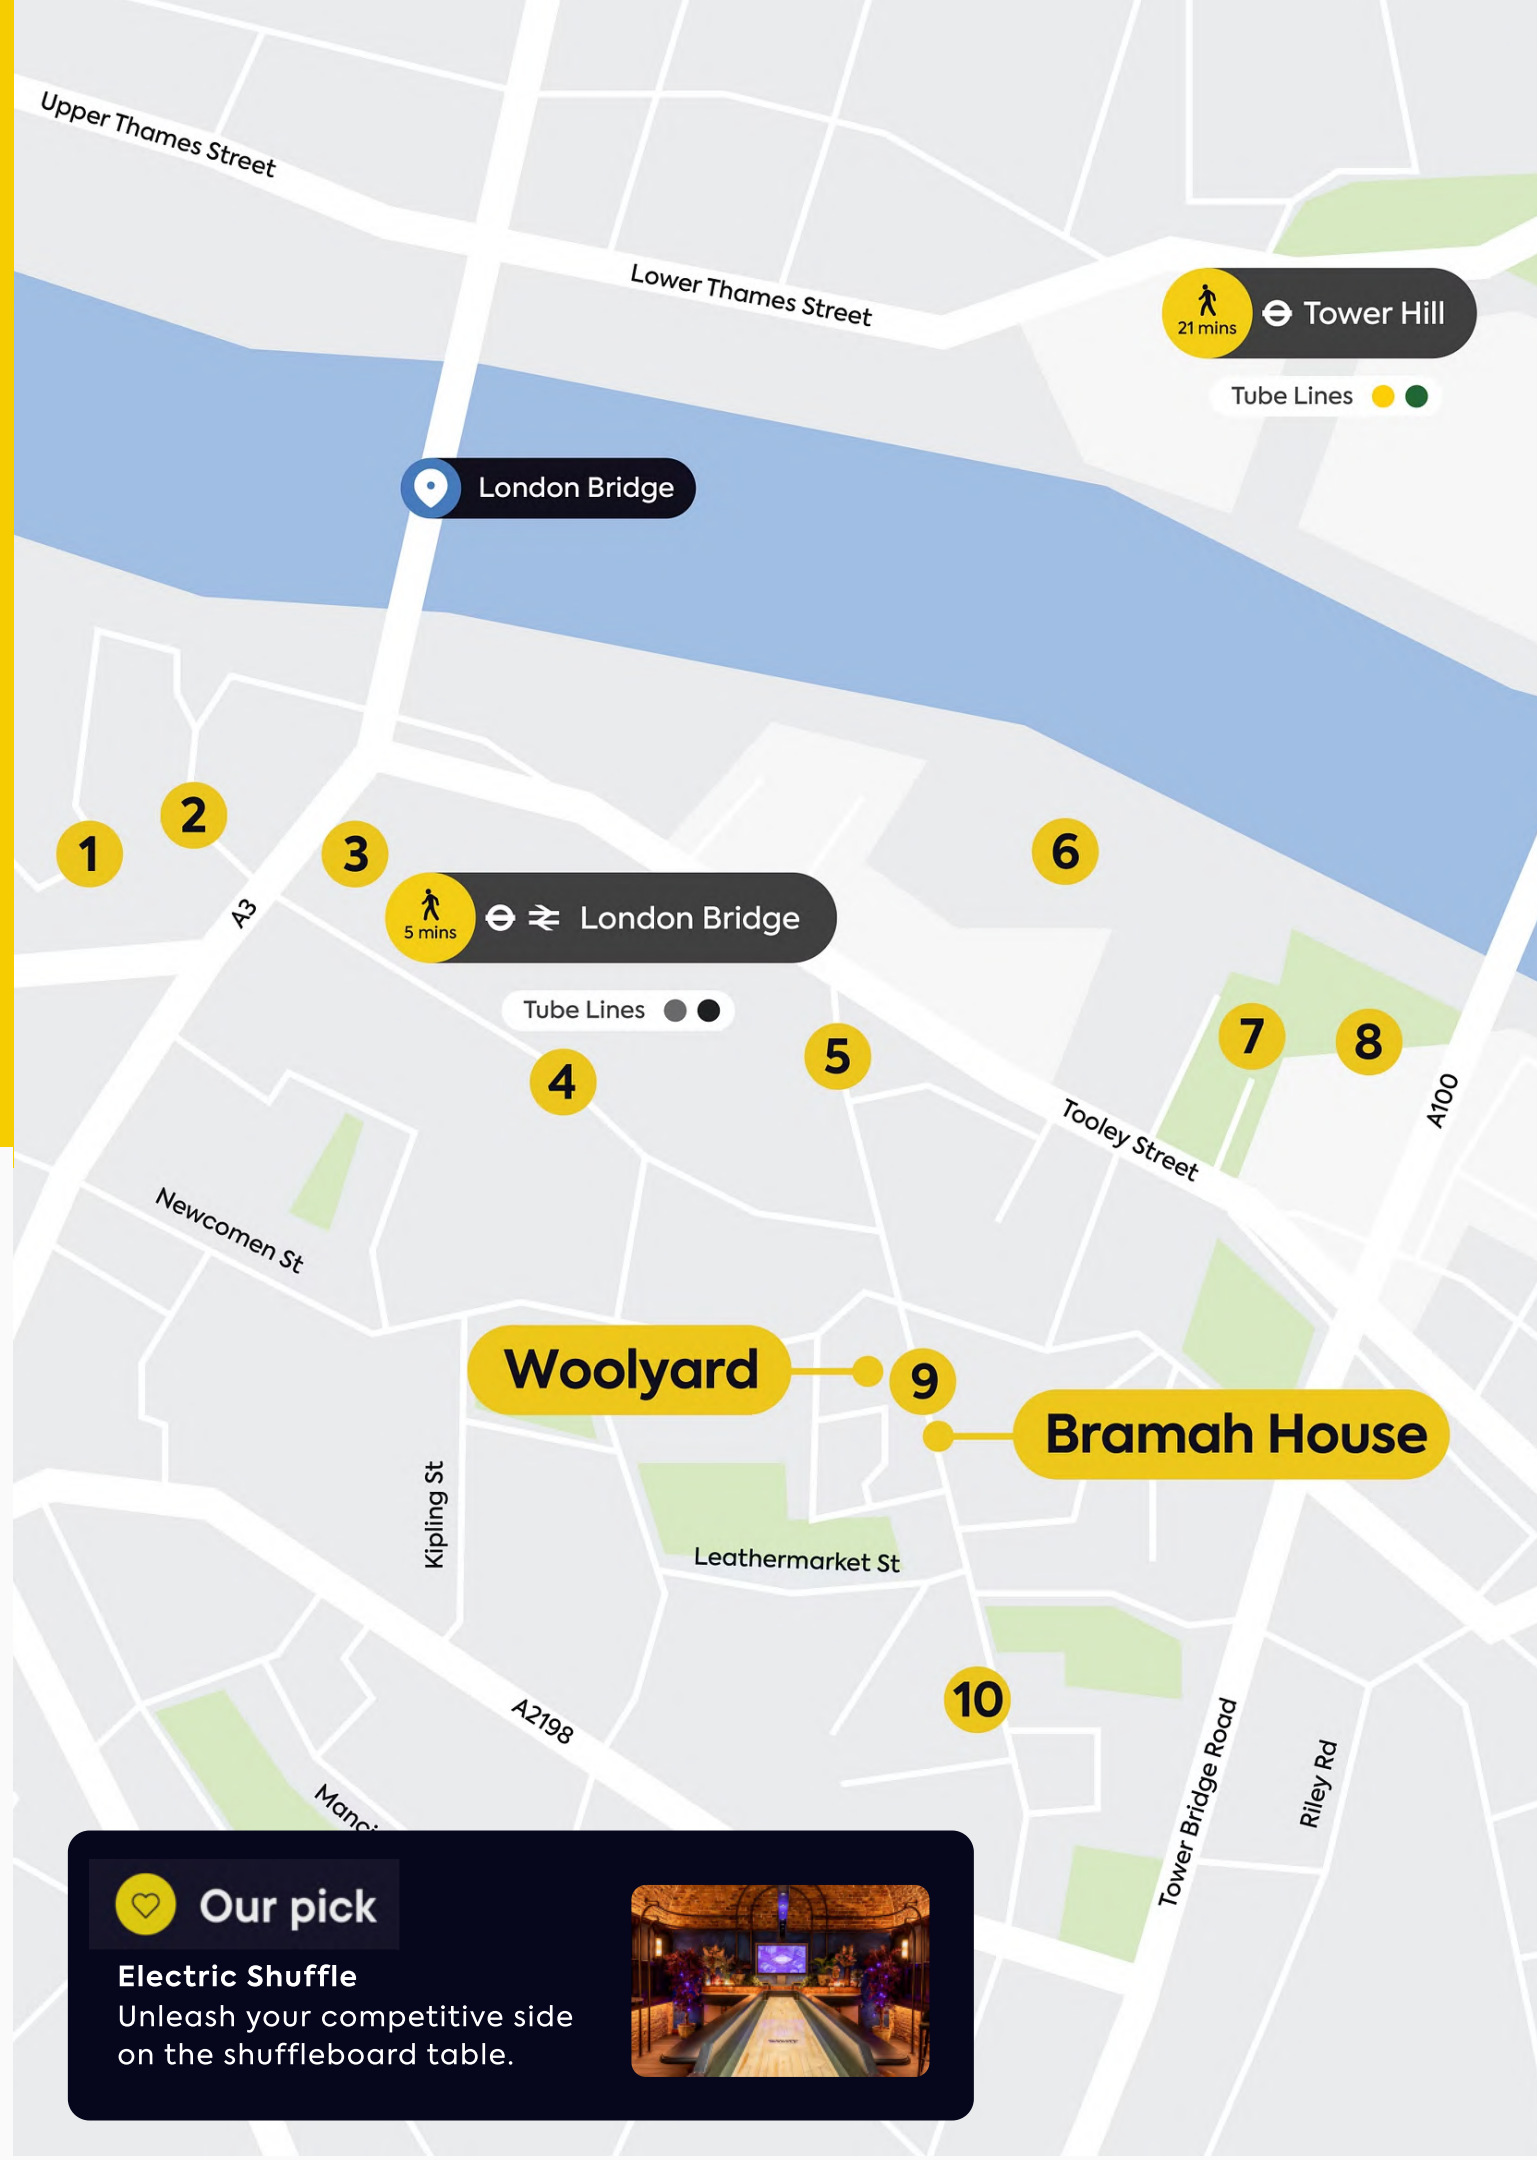 Upper Thames Street
Lower Thames Street
21 mins
Tower Hill
Tube Lines
London Bridge
1
2
3
6
A3
5 mins
London Bridge
Tube Lines
4
5
7
8
A100
Tooley Street
Newcomen St
Woolyard
9
Bramah House
Kipling St
Leathermarket St
10
A2198
Tower Bridge Road
Riley Rd
Manci
Our pick
Electric Shuffle
Unleash your competitive side
on the shuffleboard table.